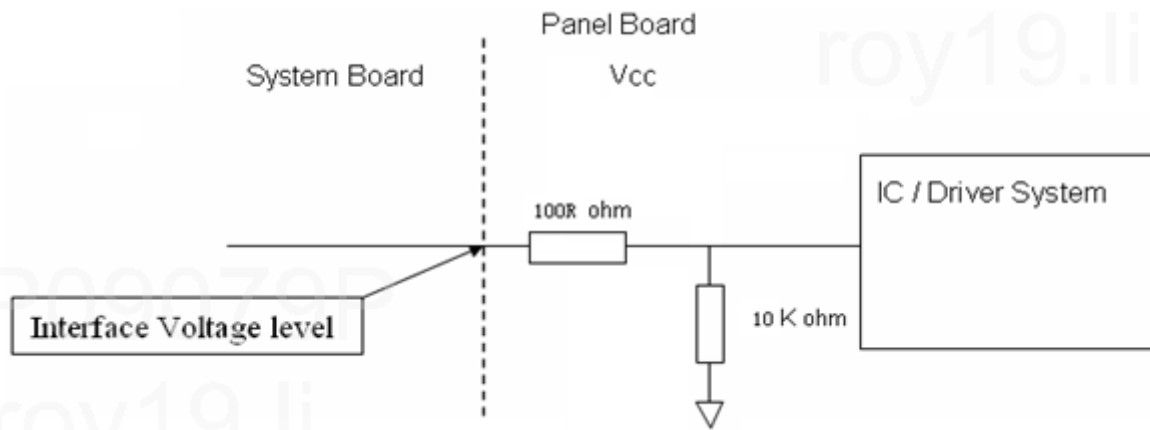 Panel Board
roy19.li
System Board
Vcc
IC / Driver System
100R ohm
P09079P
Interface Voltage level
10 K ohm
roy19.li